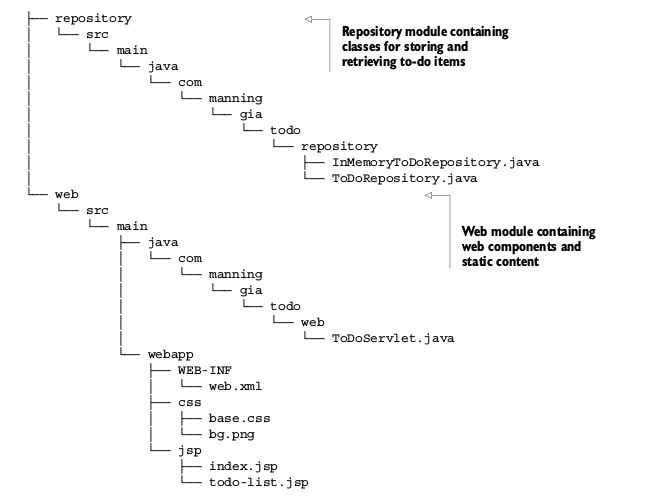 ├── repository
│   └── src
│       └── main
│           └── java
│               └── com
│                   └── manning
│                       └── gia
│                           └── todo
│                               └── repository
│                                   ├── InMemoryToDoRepository.java
│                                   └── ToDoRepository.java
Repository module containing
classes for storing and
retrieving to-do items
└── web
    └── src
        └── main
            ├── java
            │   └── com
            │       └── manning
            │           └── gia
            │               └── todo
            │                   └── web
            │                       └── ToDoServlet.java
            └── webapp
                ├── WEB-INF
                │   └── web.xml
                ├── css
                │   ├── base.css
                │   └── bg.png
                └── jsp
                    ├── index.jsp
                    └── todo-list.jsp
Web module containing
web components and
static content